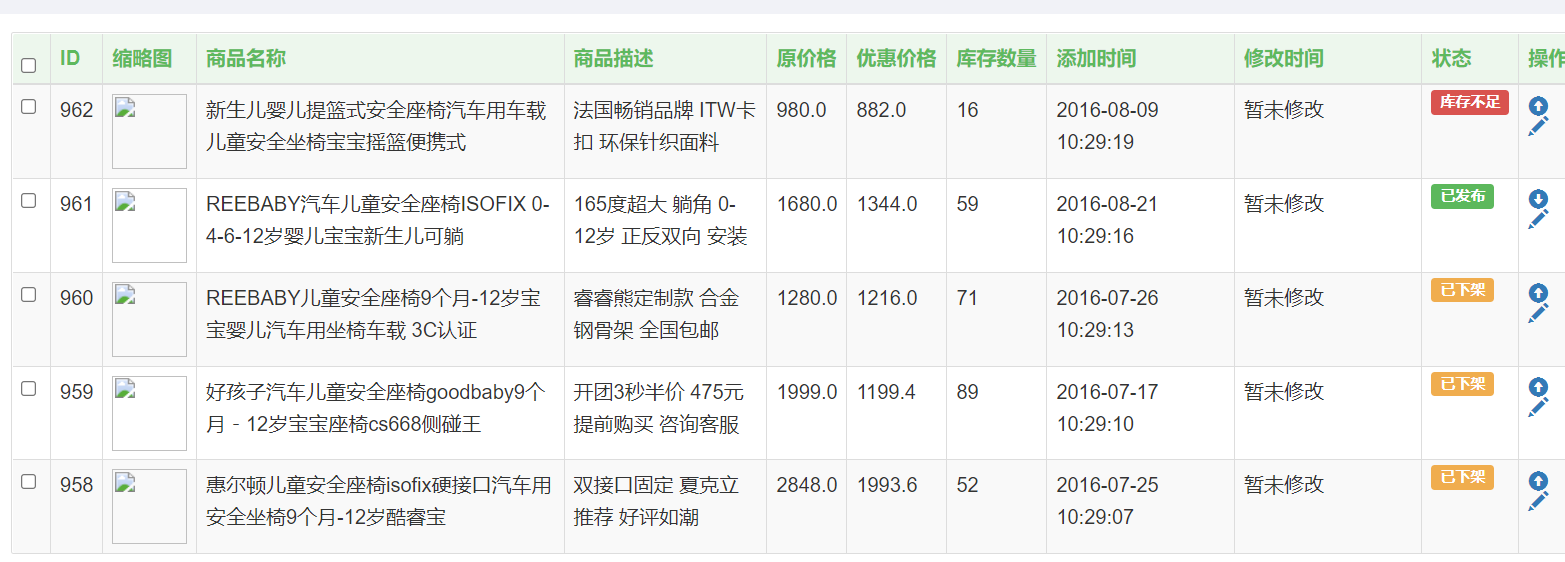 ID 缩略图 商品名称 商品描述 原价格 优惠价格 库存数量 添加时间 修改时间 状态 操作
962 新生儿婴儿提篮式安全座椅汽车用车载 法国畅销品牌 ITW卡 980.0 882.0 16 2016-08-09 暂未修改 库存不足
儿童安全坐椅宝宝摇篮便携式 扣 环保针织面料 10:29:19
961 REEBABY汽车儿童安全座椅ISOFIX 0- 165度超大 躺角 0- 1680.0 1344.0 59 2016-08-21 暂未修改 已发布
4-6-12岁婴儿宝宝新生儿可躺 12岁 正反双向 安装 10:29:16
960 REEBABY儿童安全座椅9个月-12岁宝 睿睿熊定制款 合金 1280.0 1216.0 71 2016-07-26 暂未修改 已下架
宝婴儿汽车用坐椅车载 3C认证 钢骨架 全国包邮 10:29:13
959 好孩子汽车儿童安全座椅goodbaby9个 开团3秒半价 475元 1999.0 1199.4 89 2016-07-17 暂未修改 已下架
月 - 12岁宝宝座椅cs668侧碰王 提前购买 咨询客服 10:29:10
958 惠尔顿儿童安全座椅isofix硬接口汽车用 双接口固定 夏克立 2848.0 1993.6 52 2016-07-25 暂未修改 已下架
安全坐椅9个月-12岁酷睿宝 推荐 好评如潮 10:29:07